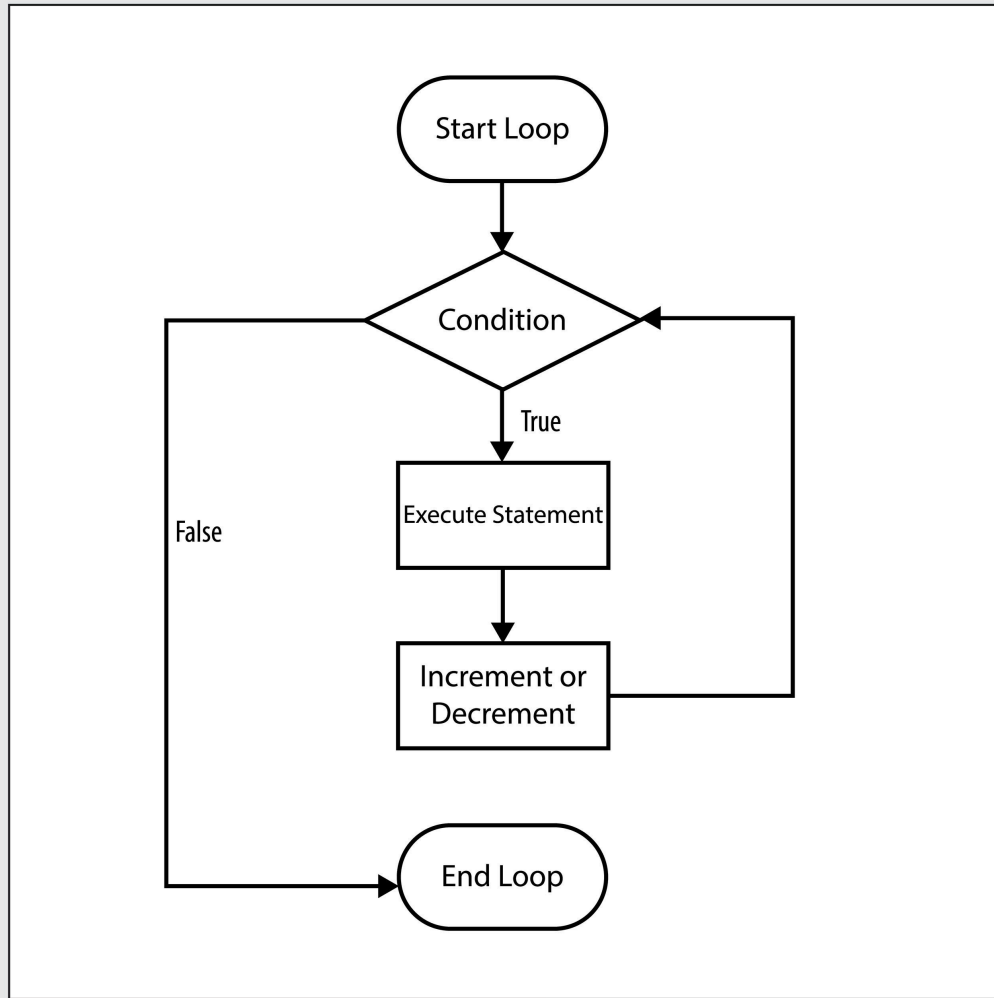 Start Loop
Condition
True
Execute Statement
False
Increment or
Decrement
End Loop